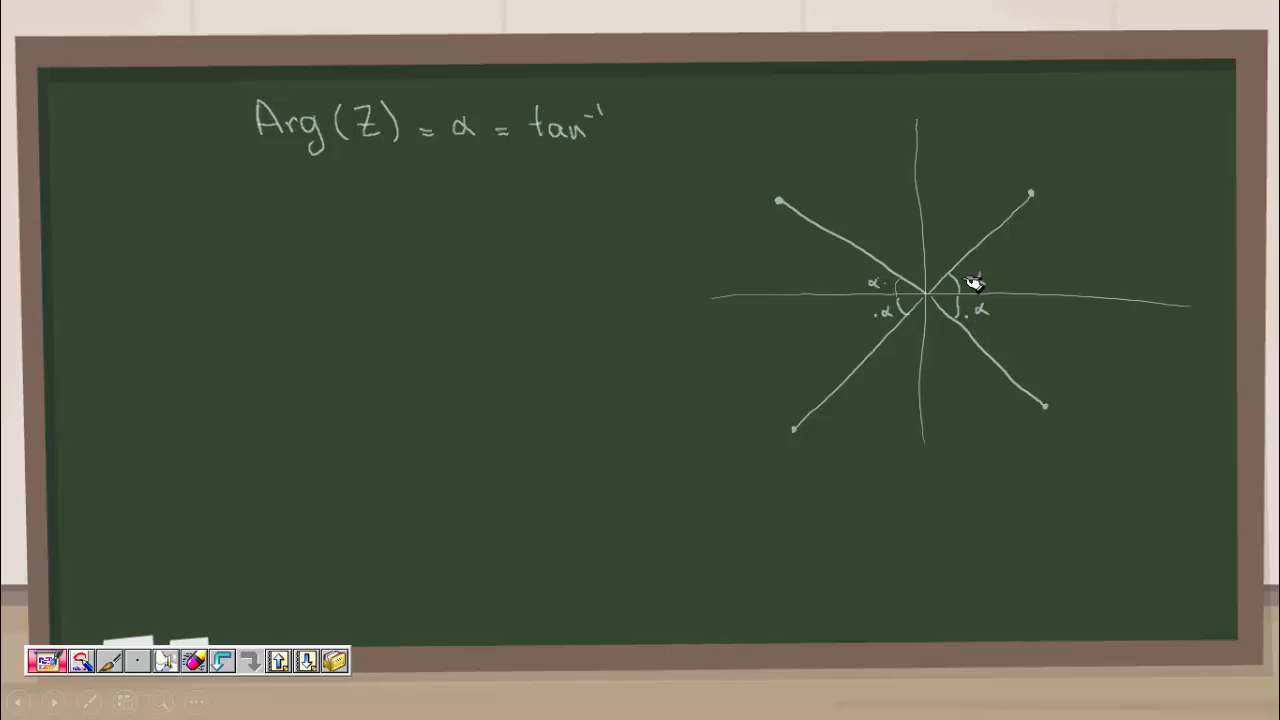 Arg(Z) = α = tan⁻¹
α
α
α